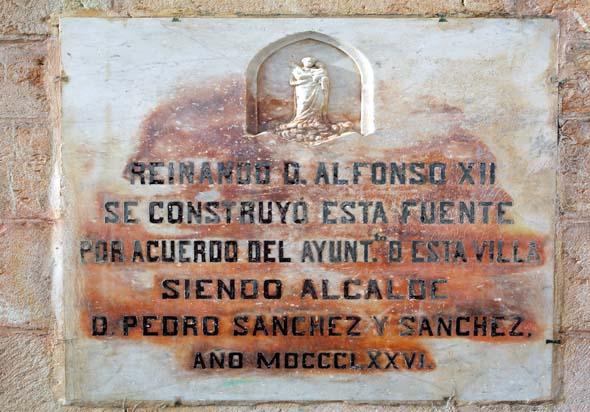 REINANDO D. ALFONSO XII
SE CONSTRUYÓ ESTA FUENTE
POR ACUERDO DEL AYUNT.º D ESTA VILLA
SIENDO ALCALDE
D. PEDRO SANCHEZ Y SANCHEZ,
AÑO MDCCCLXXVI.